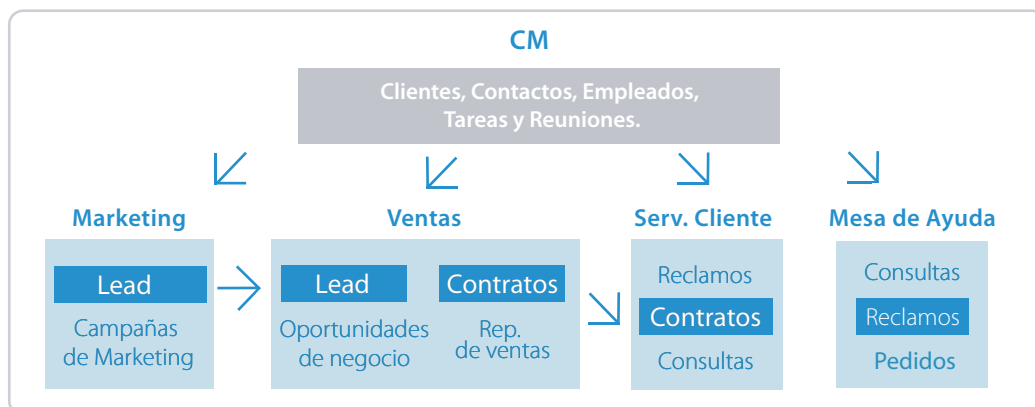 CM
Clientes, Contactos, Empleados,
Tareas y Reuniones.
Marketing
Lead
Campañas
de Marketing
Ventas
Lead
Oportunidades
de negocio
Contratos
Rep.
de ventas
Serv. Cliente
Reclamos
Contratos
Consultas
Mesa de Ayuda
Consultas
Reclamos
Pedidos